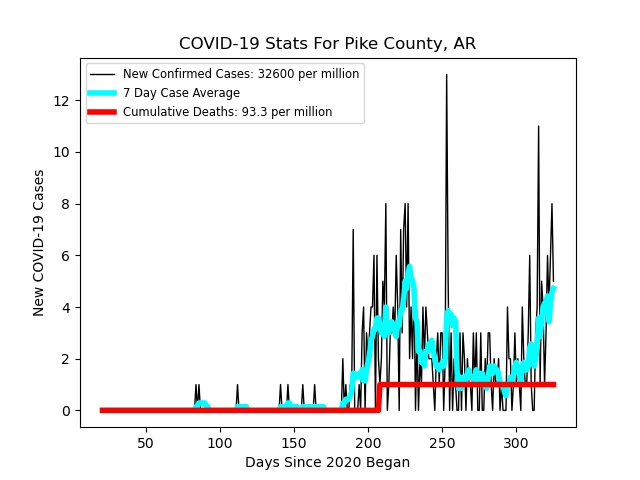 COVID-19 Stats For Pike County, AR
New Confirmed Cases: 32600 per million
7 Day Case Average
Cumulative Deaths: 93.3 per million
New COVID-19 Cases
12
10
8
6
4
2
0
50 100 150 200 250 300
Days Since 2020 Began